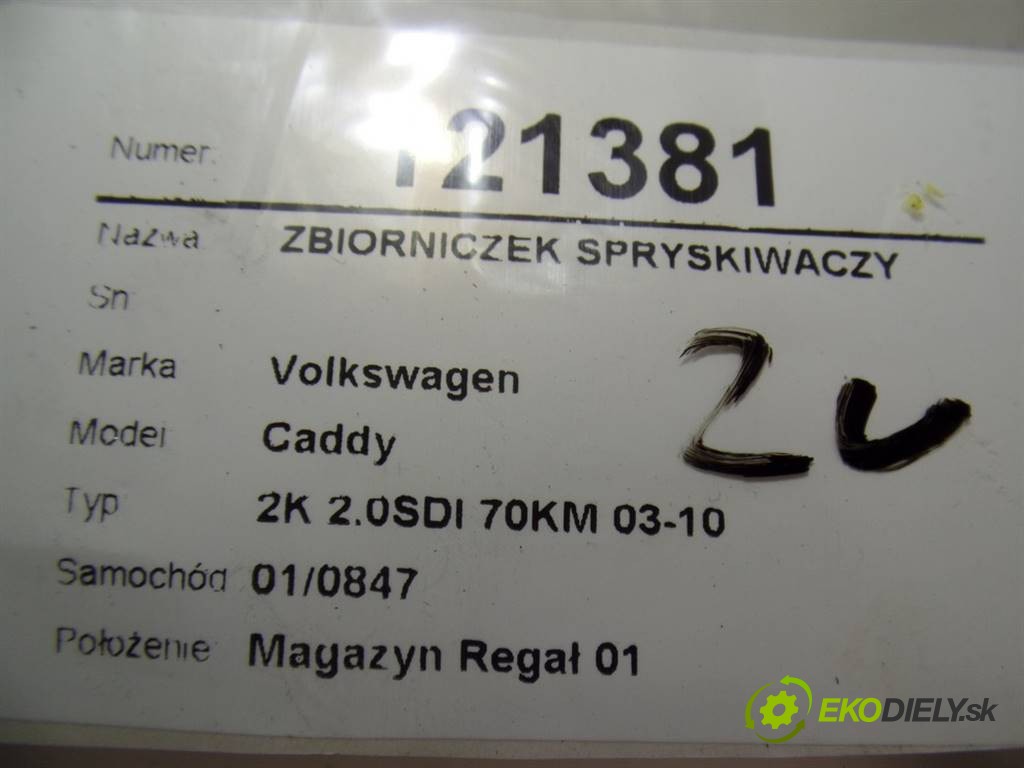 Numer: 121381
Nazwa ZBIORNICZEK SPRYSKIWACZY
Sn
Marka Volkswagen
Model Caddy
Typ 2K 2.0SDI 70KM 03-10
Samochód 01/0847
Położenie Magazyn Regał 01
EKODIELY.sk